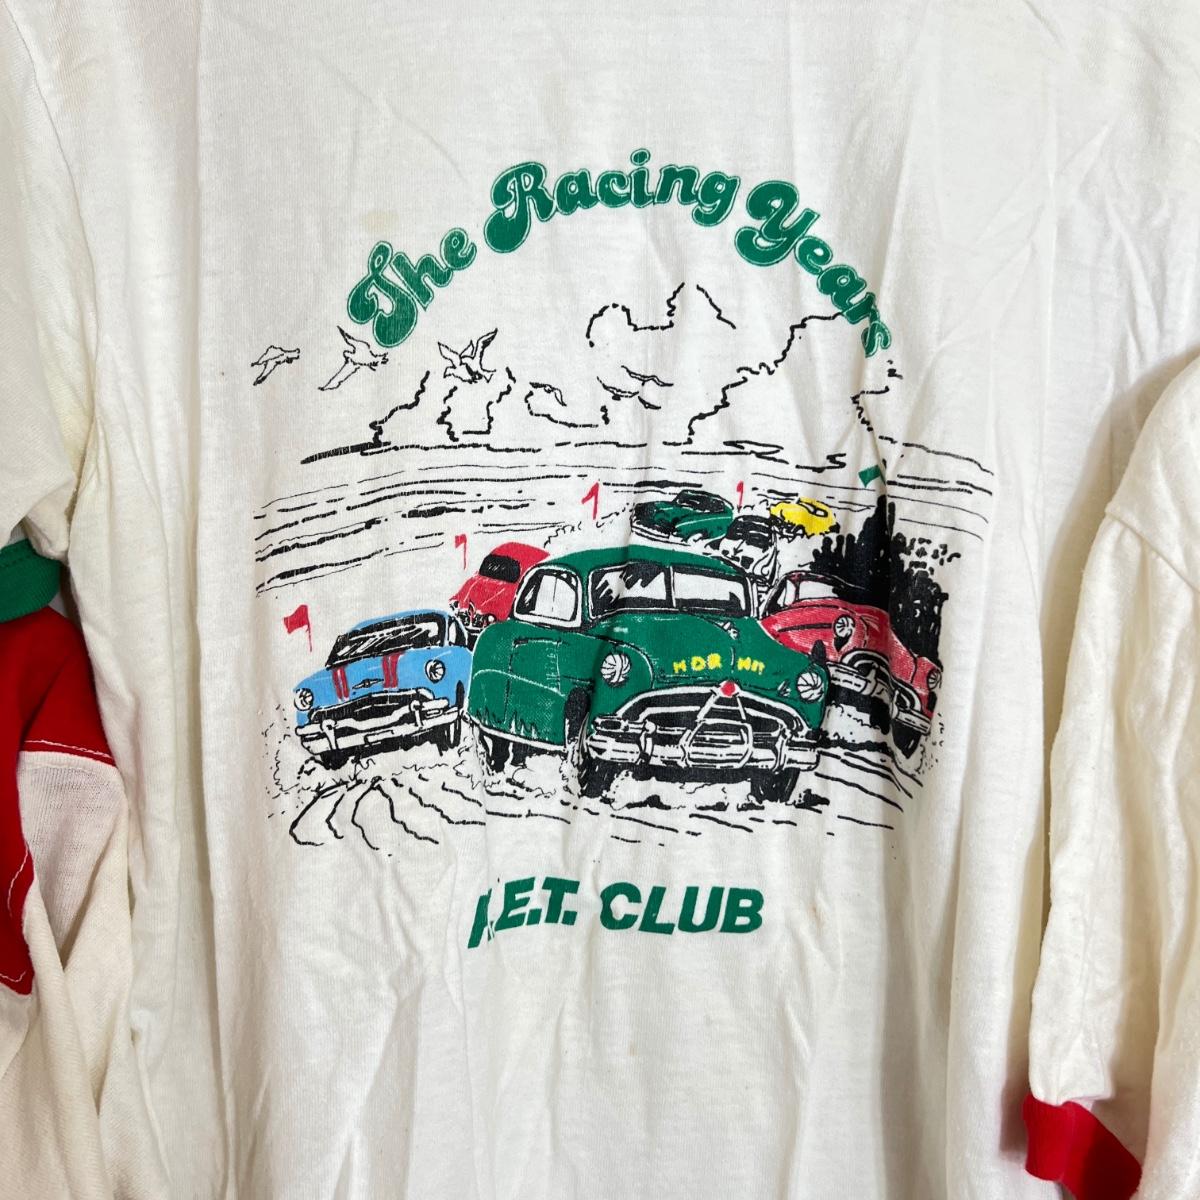 The Racing Years
E.T. CLUB